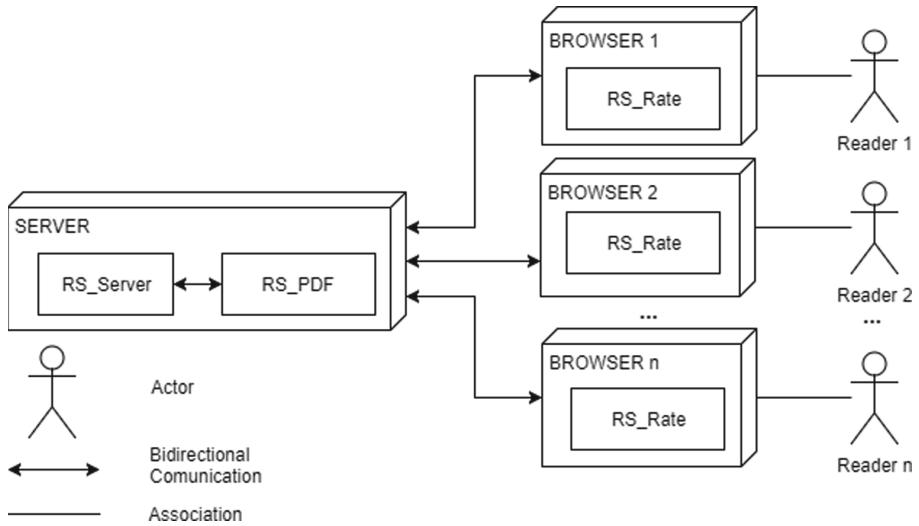 BROWSER 1
RS_Rate
Reader 1
BROWSER 2
RS_Rate
Reader 2
SERVER
RS_Server
RS_PDF
...
...
BROWSER n
RS_Rate
Reader n
Actor
Bidirectional
Comunication
Association